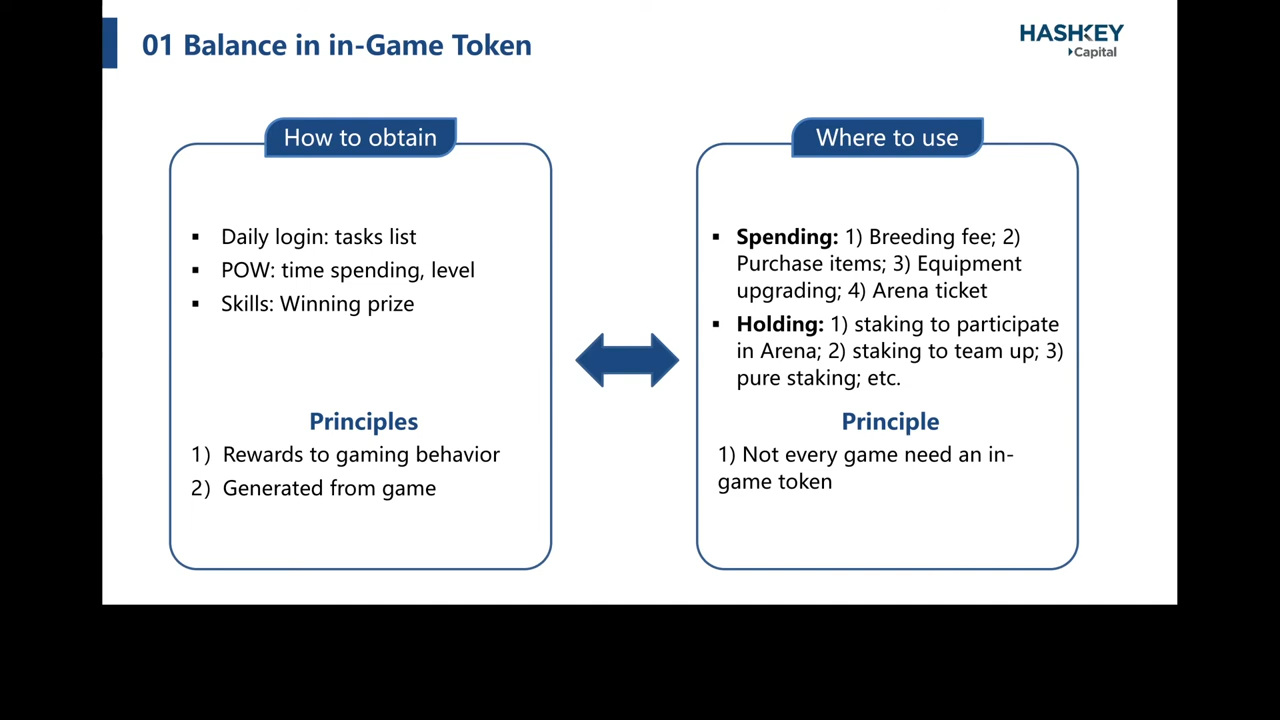 01 Balance in in-Game Token
HASHKEY
Capital
How to obtain
▪ Daily login: tasks list
▪ POW: time spending, level
▪ Skills: Winning prize
Principles
1) Rewards to gaming behavior
2) Generated from game
Where to use
▪ Spending: 1) Breeding fee; 2)
Purchase items; 3) Equipment
upgrading; 4) Arena ticket
▪ Holding: 1) staking to participate
in Arena; 2) staking to team up; 3)
pure staking; etc.
Principle
1) Not every game need an in-
game token